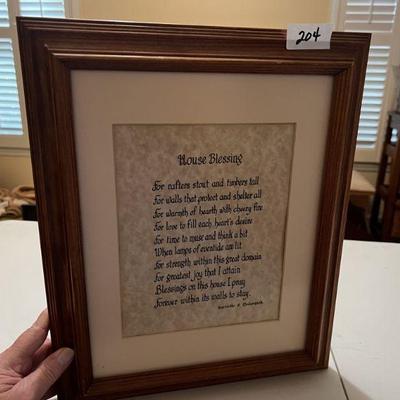 204
House Blessing
For rafters stout and timbers tall
For walls that protect and shelter all
For warmth of hearth with cheery fire
For love to fill each heart's desire
For time to muse and think a bit
When lamps of eventide are lit
For strength within this great domain
For greatest joy that I attain
Blessings on this house I pray
Forever within its walls to stay.